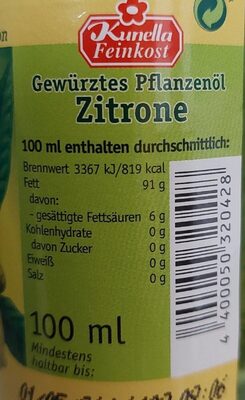 Kunella
Feinkost
Gewürztes Pflanzenöl
Zitrone
100 ml enthalten durchschnittlich:
Brennwert 3367 kJ/819 kcal
Fett 91 g
davon:
- gesättigte Fettsäuren 6 g
Kohlenhydrate 0 g
davon Zucker 0 g
Eiweiß 0 g
Salz 0 g
4 400050 320428
100 ml
Mindestens
haltbar bis: